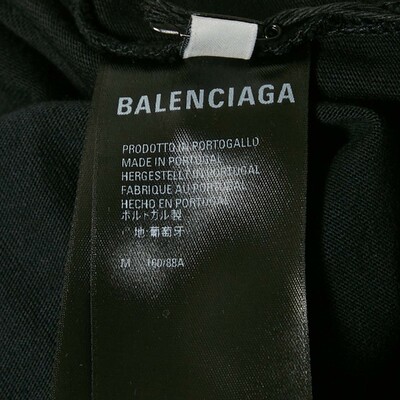 BALENCIAGA
PRODOTTO IN PORTOGALLO
MADE IN PORTUGAL
HERGESTELLT IN PORTUGAL
FABRIQUE AU PORTUGAL
HECHO EN PORTUGAL
ポルトガル製
地:葡萄牙
M 160/88A